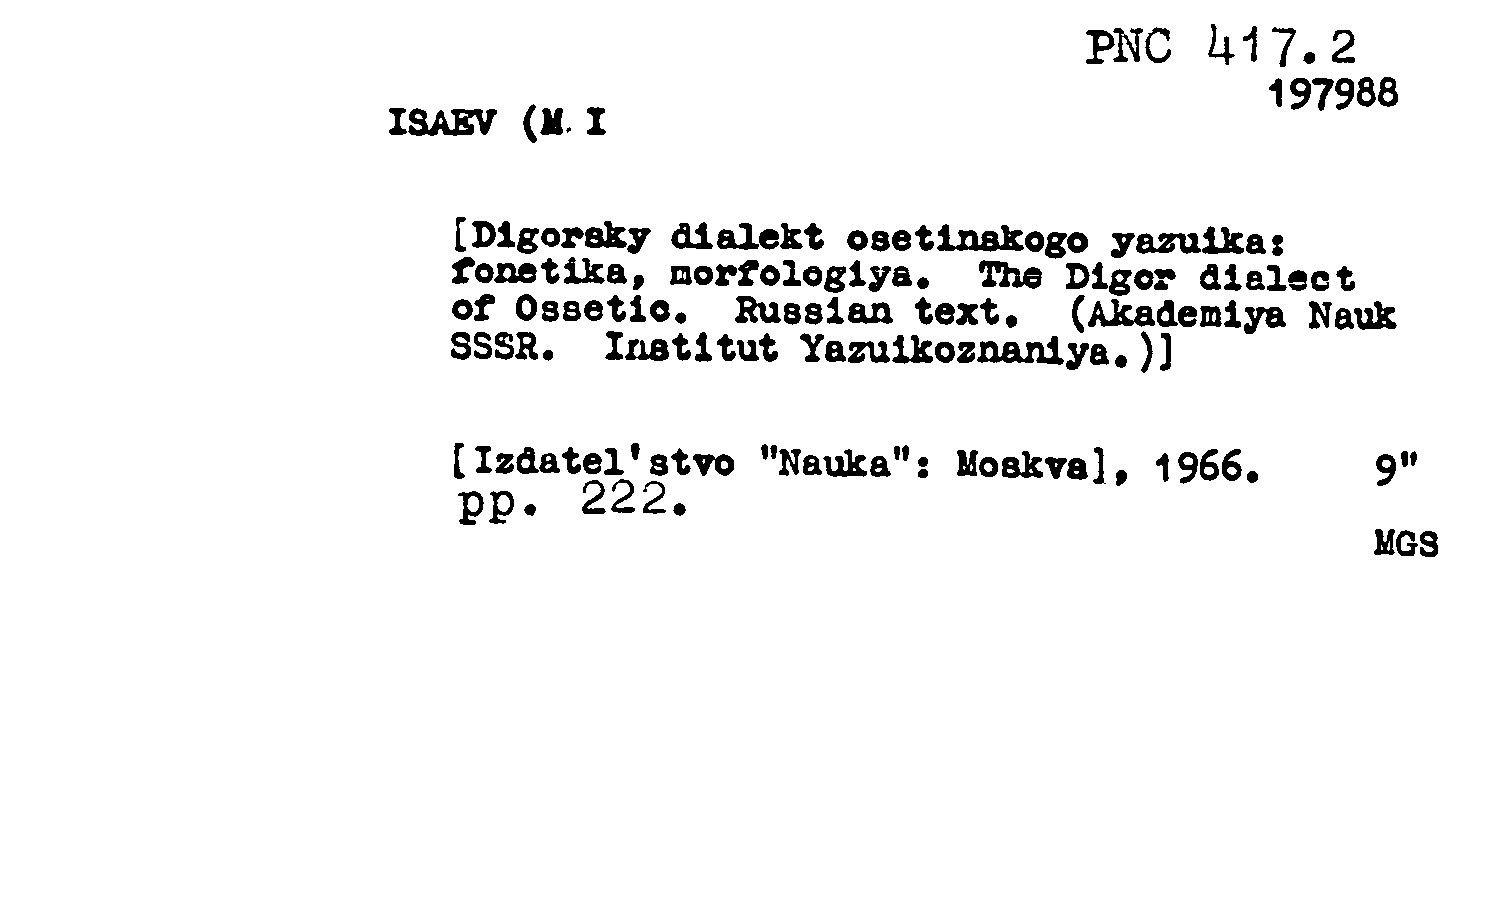 PNC 417.2
197988
ISAEV (M. I
[Digorsky dialekt osetinskogo yazuika:
fonetika, morfologiya. The Digor dialect
of Ossetic. Russian text. (Akademiya Nauk
SSSR. Institut Yazuikoznaniya.)]
[Izdatel'stvo "Nauka": Moskva], 1966. 9"
pp. 222.
MGS